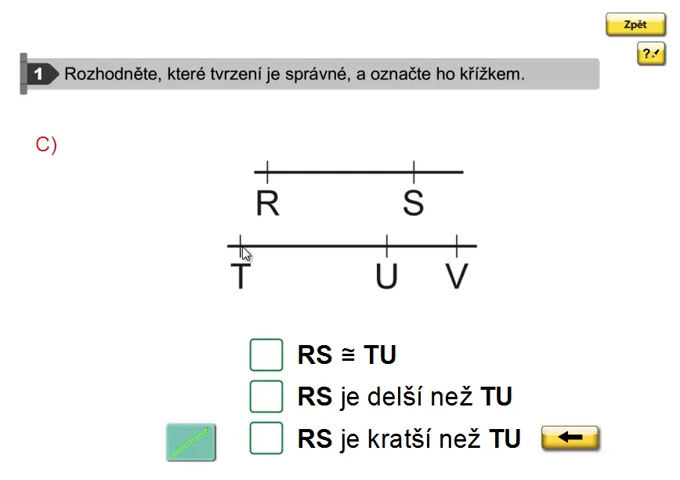 Zpět
?
1 Rozhodněte, které tvrzení je správné, a označte ho křížkem.
C)
R S
T U V
RS ≅ TU
RS je delší než TU
RS je kratší než TU